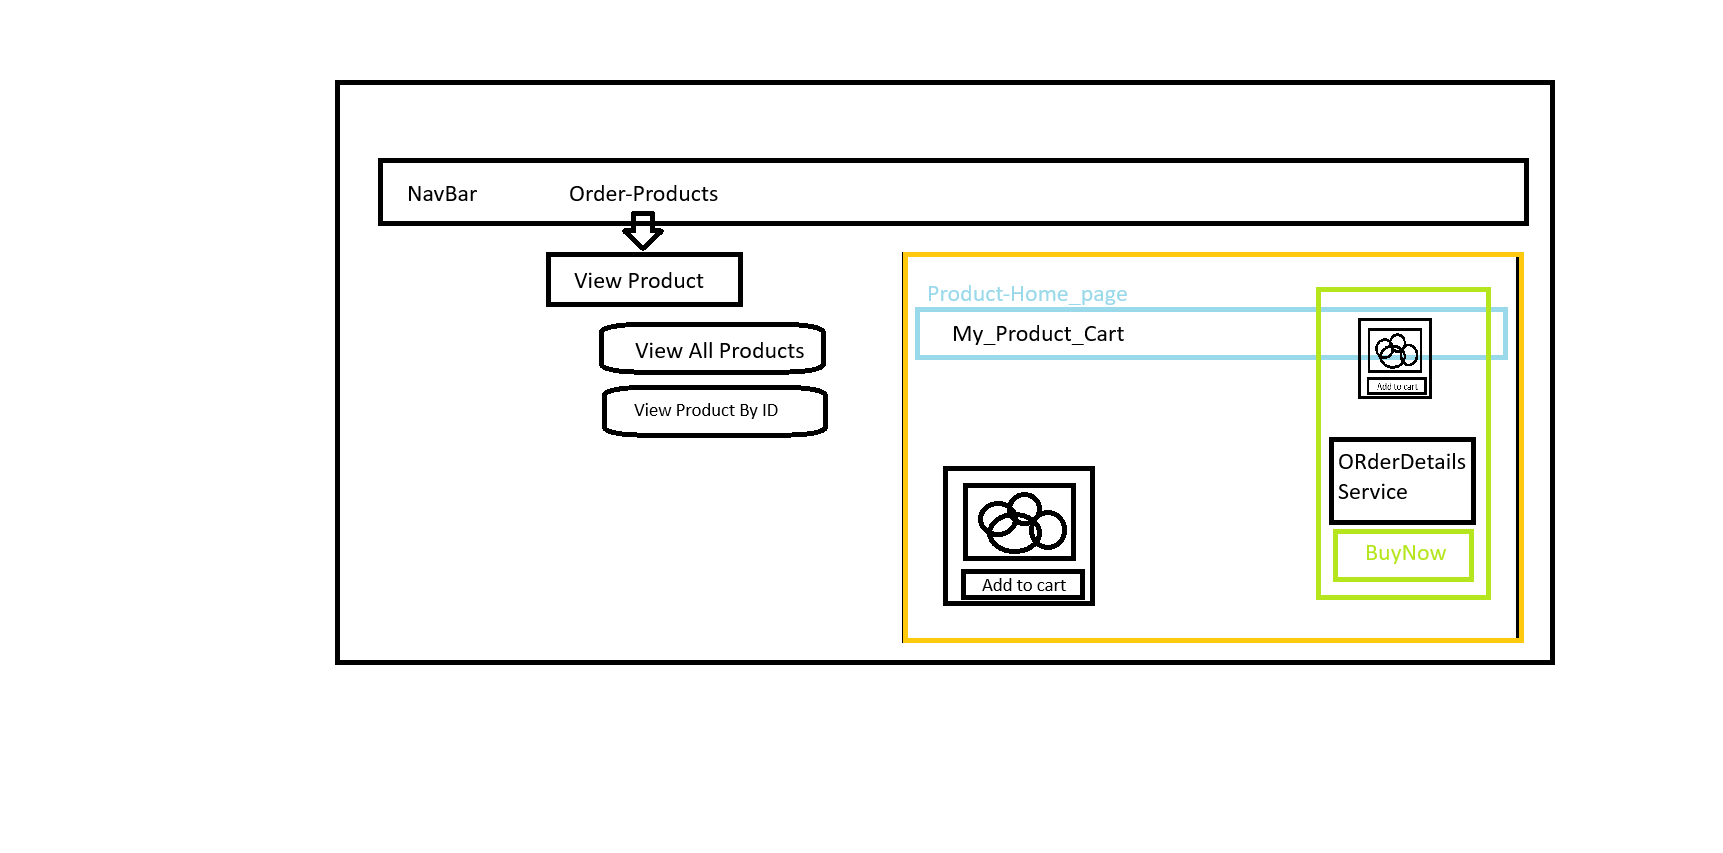 NavBar
Order-Products
View Product
View All Products
View Product By ID
Product-Home_page
My_Product_Cart
Add to cart
ORderDetails
Service
BuyNow
Add to cart